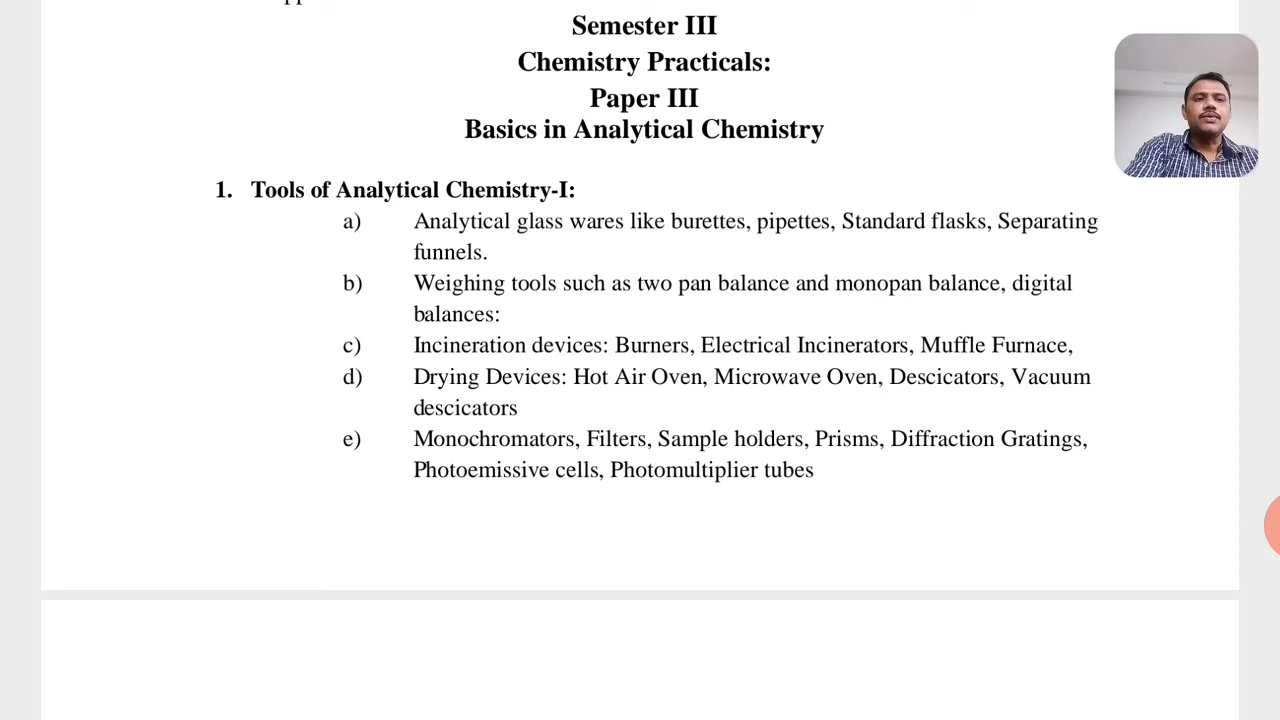 Semester III
Chemistry Practicals:
Paper III
Basics in Analytical Chemistry
1. Tools of Analytical Chemistry-I:
a) Analytical glass wares like burettes, pipettes, Standard flasks, Separating
funnels.
b) Weighing tools such as two pan balance and monopan balance, digital
balances:
c) Incineration devices: Burners, Electrical Incinerators, Muffle Furnace,
d) Drying Devices: Hot Air Oven, Microwave Oven, Descicators, Vacuum
descicators
e) Monochromators, Filters, Sample holders, Prisms, Diffraction Gratings,
Photoemissive cells, Photomultiplier tubes